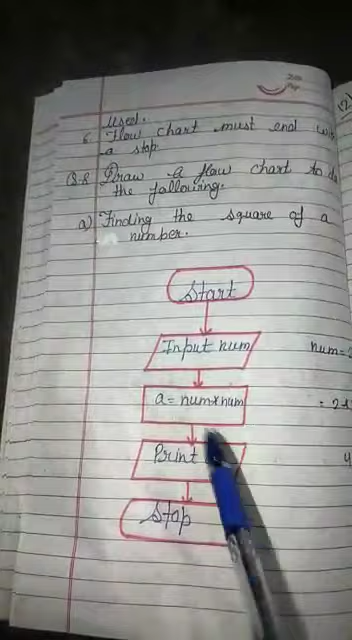 used.
6. Flow chart must end with
a stop
Q.8 Draw a flow chart to do
the following.
a) Finding the square of a
number.
Start
Input num
a = num*num
Print
Stop